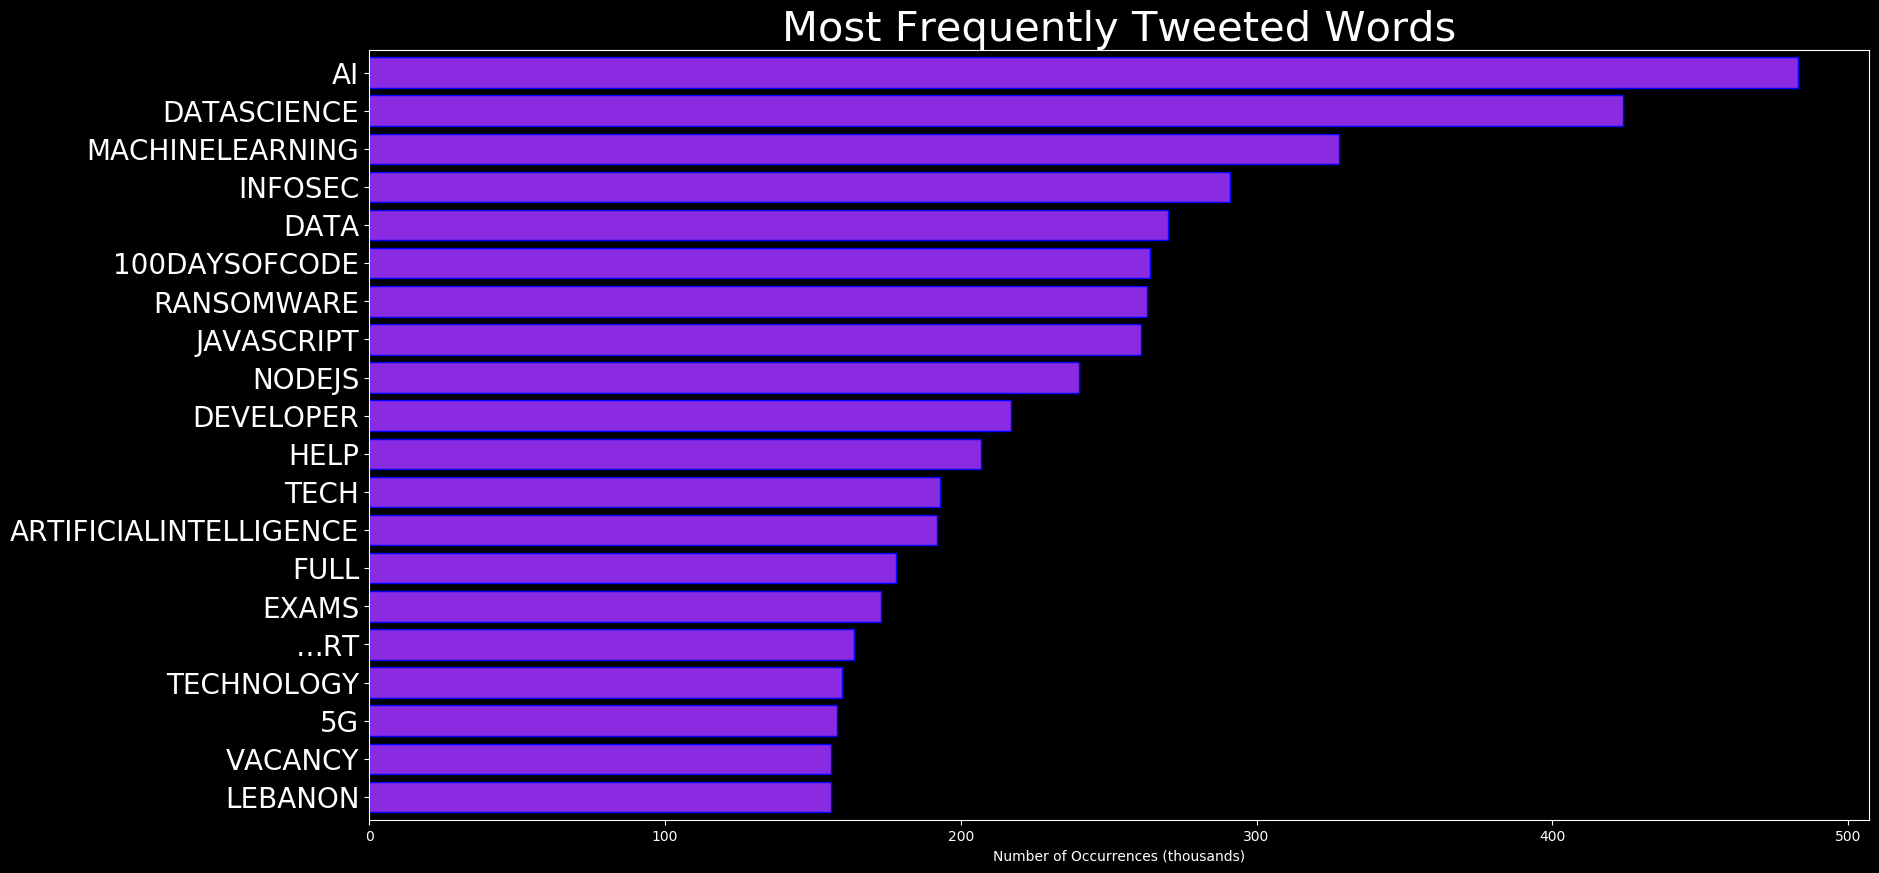 Most Frequently Tweeted Words
AI
DATASCIENCE
MACHINELEARNING
INFOSEC
DATA
100DAYSOFCODE
RANSOMWARE
JAVASCRIPT
NODEJS
DEVELOPER
HELP
TECH
ARTIFICIALINTELLIGENCE
FULL
EXAMS
...RT
TECHNOLOGY
5G
VACANCY
LEBANON
0 100 200 300 400 500
Number of Occurrences (thousands)